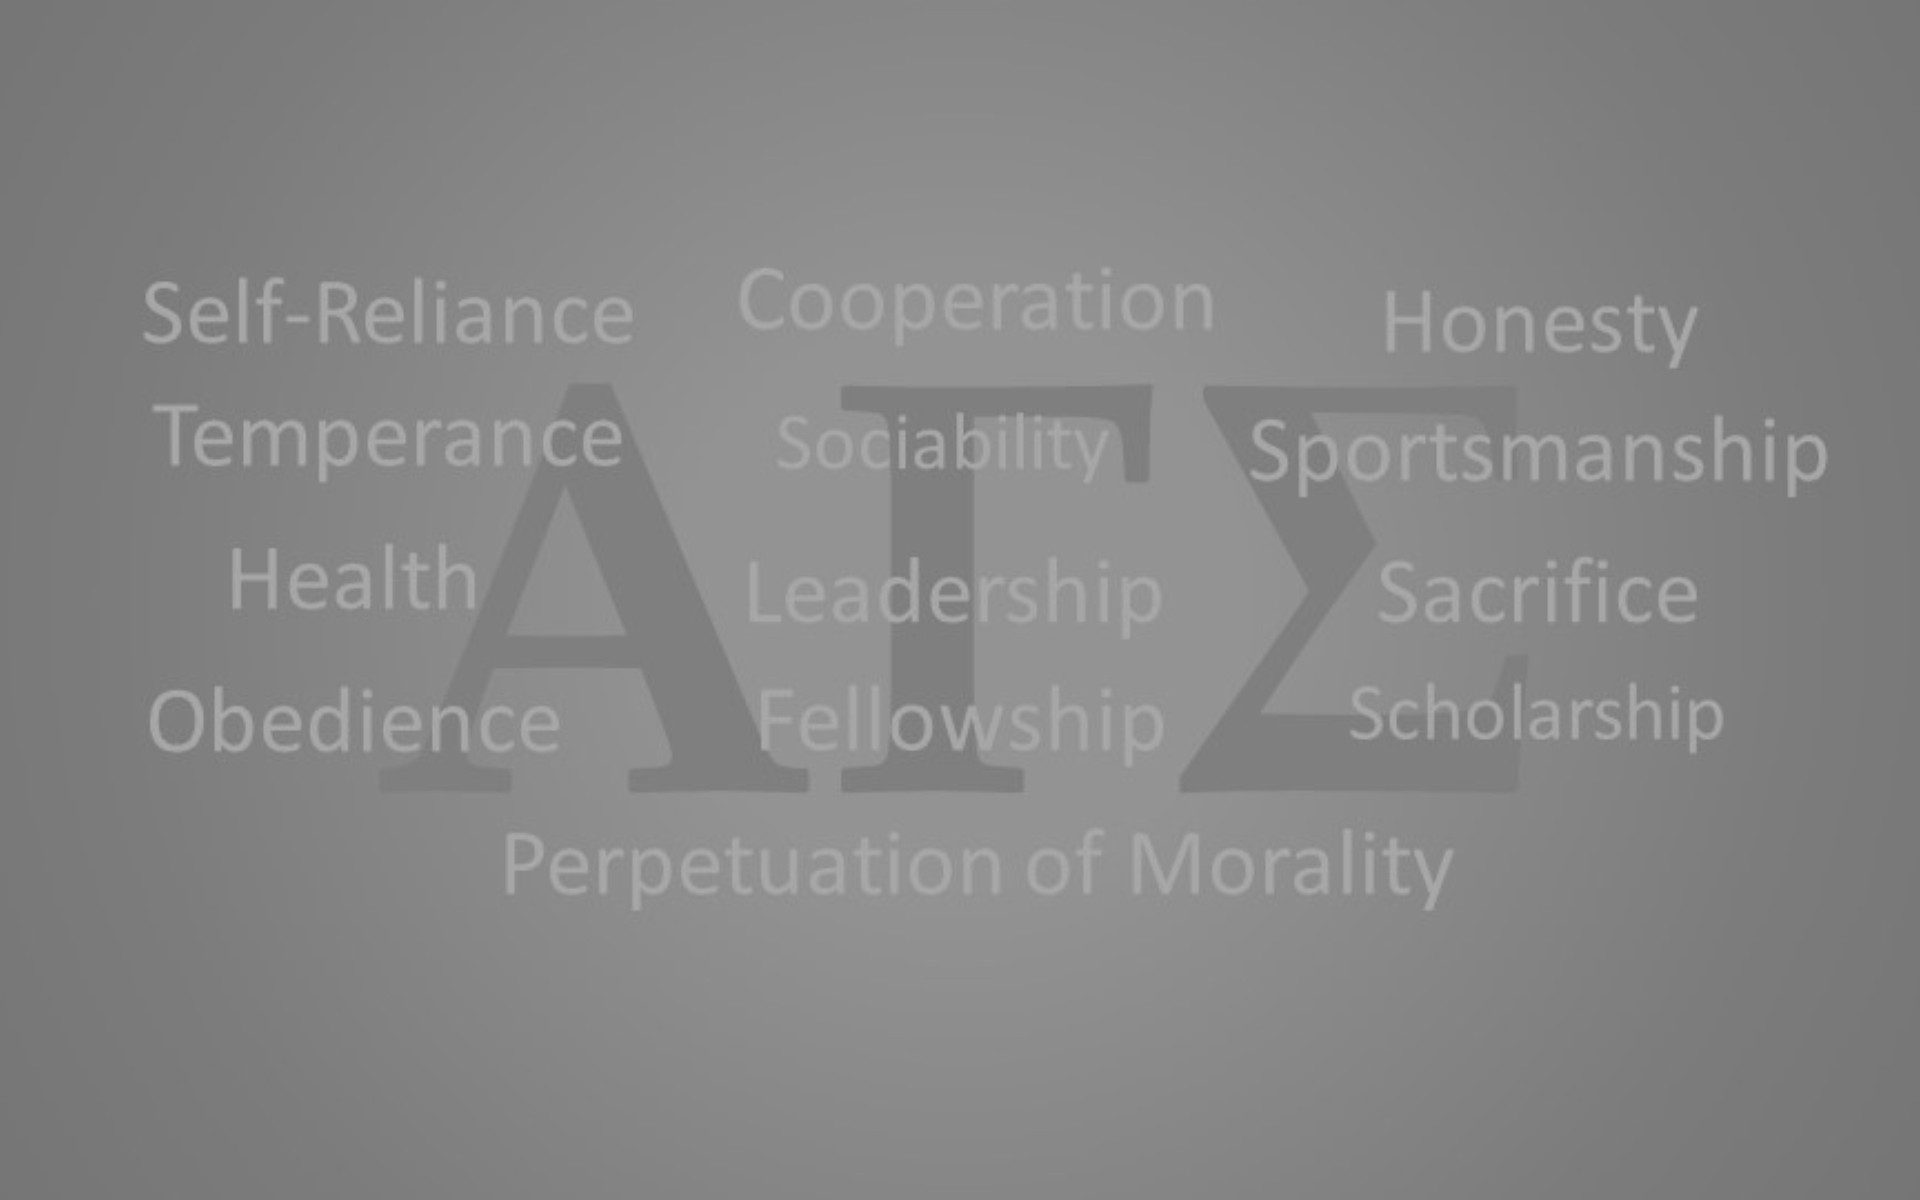 Self-Reliance Cooperation Honesty
Temperance Sociability Sportsmanship
ΑΓΣ
Health Leadership Sacrifice
Obedience Fellowship Scholarship
Perpetuation of Morality